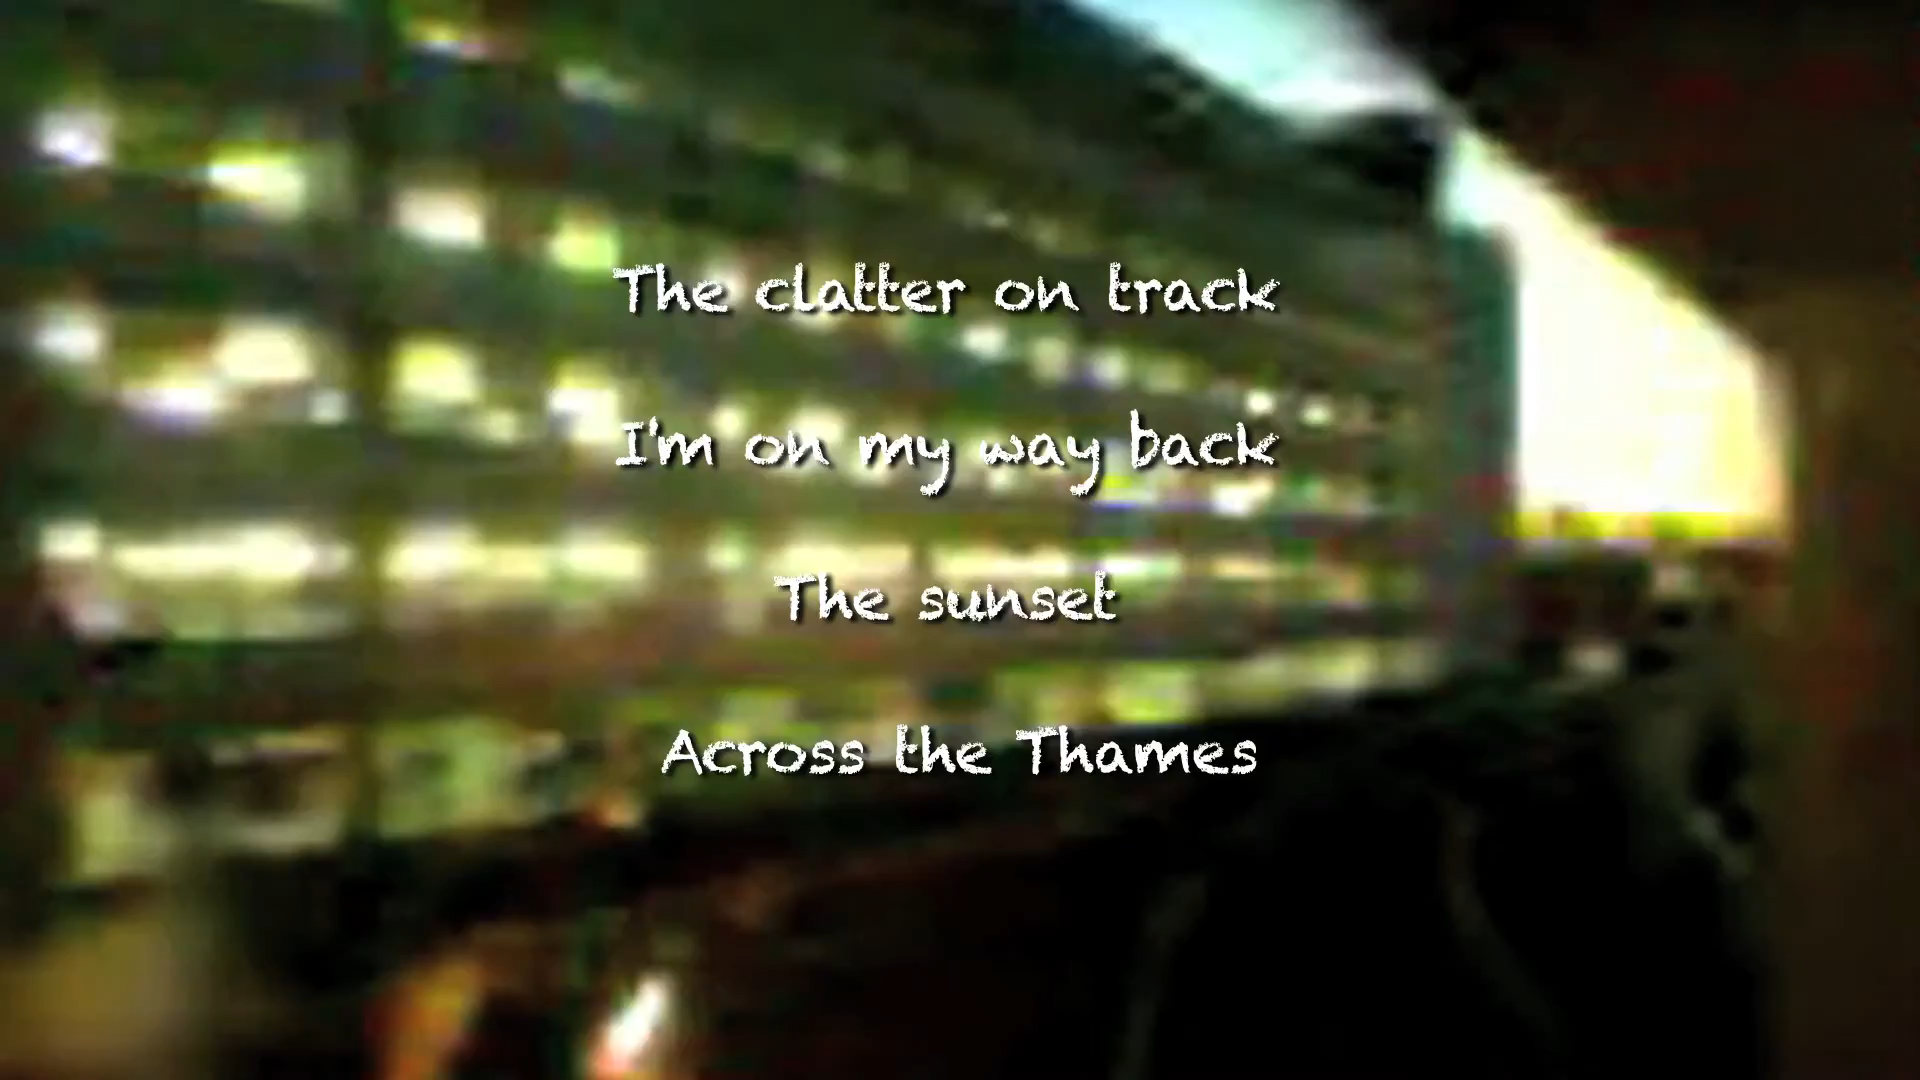 The clatter on track
I'm on my way back
The sunset
Across the Thames